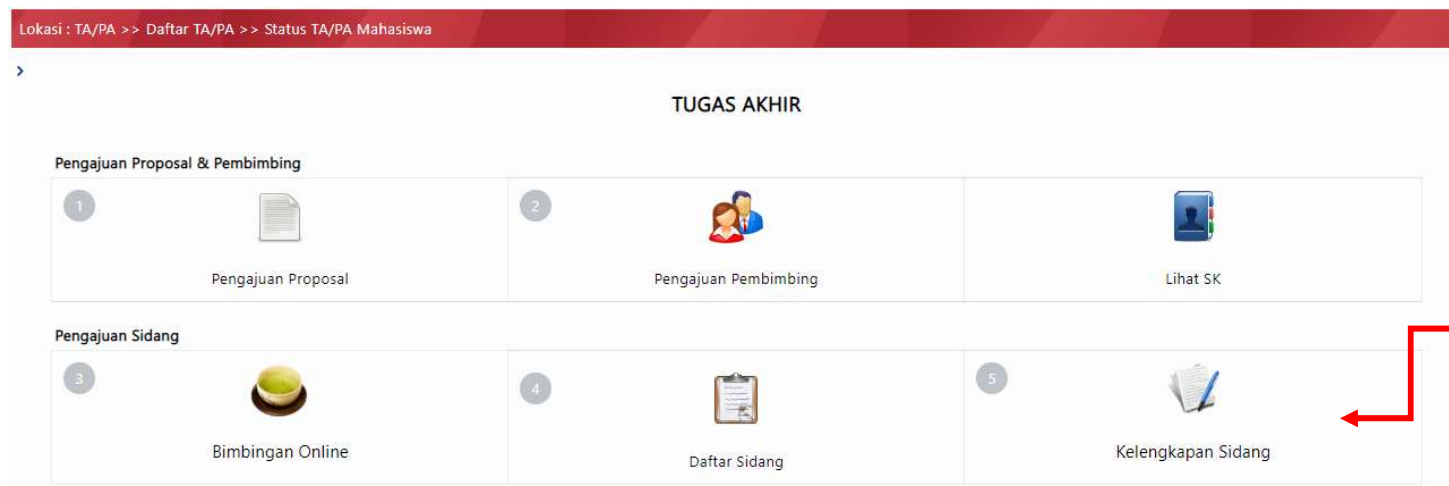 Lokasi : TA/PA >> Daftar TA/PA >> Status TA/PA Mahasiswa
>
TUGAS AKHIR
Pengajuan Proposal & Pembimbing
1
2
Pengajuan Proposal
Pengajuan Pembimbing
Lihat SK
Pengajuan Sidang
3
4
5
Bimbingan Online
Daftar Sidang
Kelengkapan Sidang